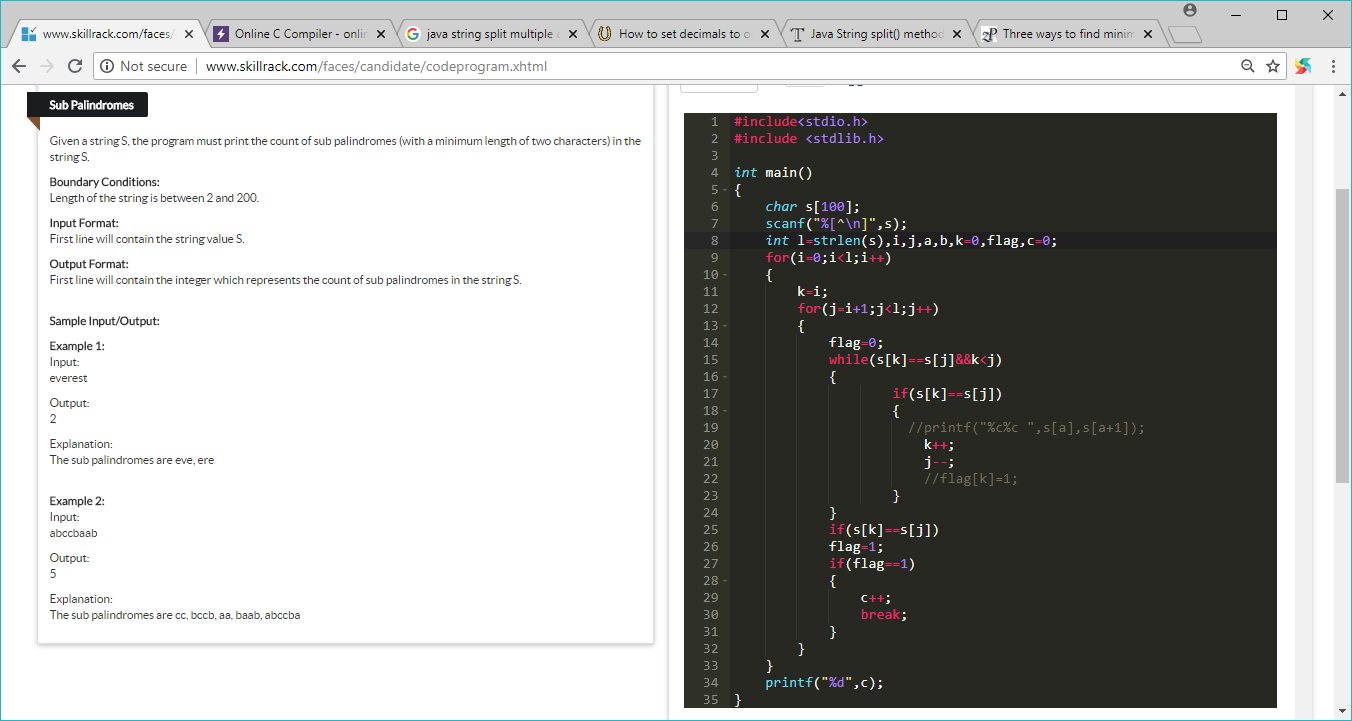 www.skillrack.com/faces/
Online C Compiler - onlin
java string split multiple
How to set decimals to o
Java String split() method
Three ways to find minim
Not secure
www.skillrack.com/faces/candidate/codeprogram.xhtml
Sub Palindromes
Given a string S, the program must print the count of sub palindromes (with a minimum length of two characters) in the
string S.
Boundary Conditions:
Length of the string is between 2 and 200.
Input Format:
First line will contain the string value S.
Output Format:
First line will contain the integer which represents the count of sub palindromes in the string S.
Sample Input/Output:
Example 1:
Input:
everest
Output:
2
Explanation:
The sub palindromes are eve, ere
Example 2:
Input:
abccbaab
Output:
5
Explanation:
The sub palindromes are cc, bccb, aa, baab, abccba
1 #include<stdio.h>
2 #include <stdlib.h>
3
4 int main()
5 {
6 char s[100];
7 scanf("%[^\n]",s);
8 int l=strlen(s),i,j,a,b,k=0,flag,c=0;
9 for(i=0;i<l;i++)
10 {
11 k=i;
12 for(j=i+1;j<l;j++)
13 {
14 flag=0;
15 while(s[k]==s[j]&&k<j)
16 {
17 if(s[k]==s[j])
18 {
19 //printf("%c%c ",s[a],s[a+1]);
20 k++;
21 j--;
22 //flag[k]=1;
23 }
24 }
25 if(s[k]==s[j])
26 flag=1;
27 if(flag==1)
28 {
29 c++;
30 break;
31 }
32 }
33 }
34 printf("%d",c);
35 }